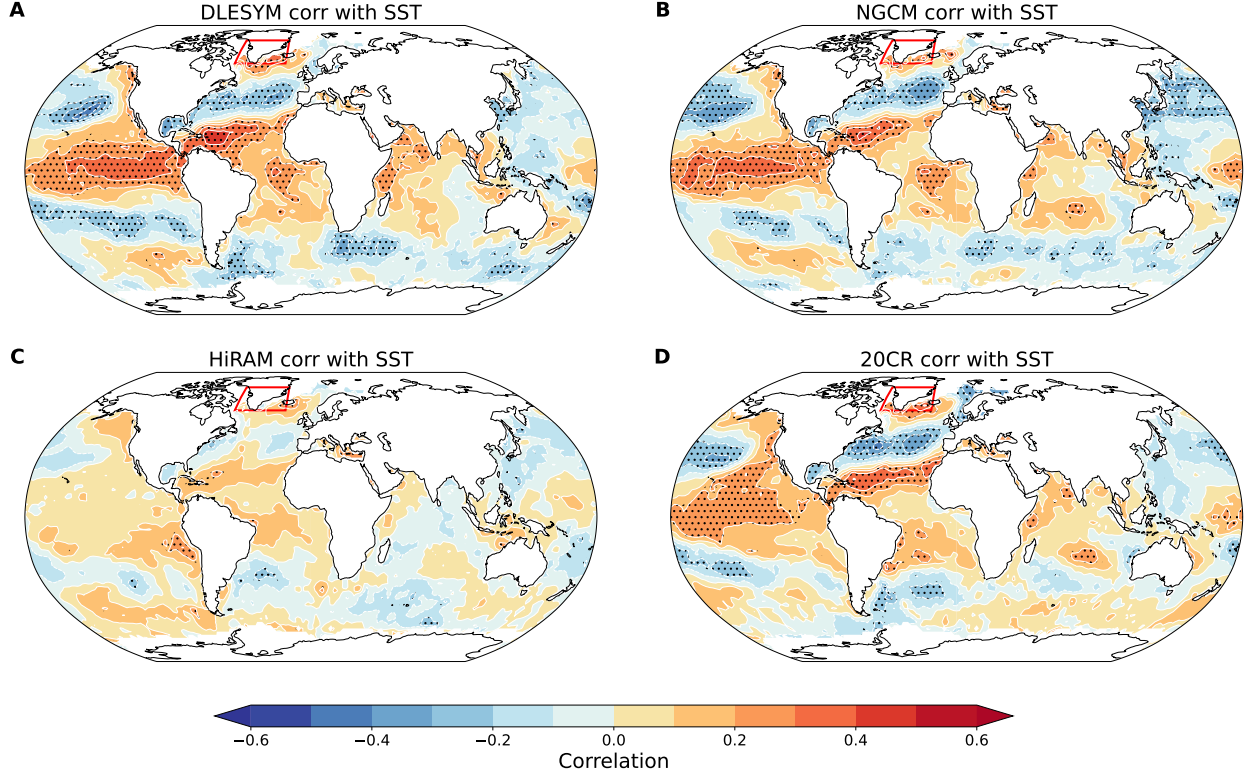 A
DLESYM corr with SST
B
NGCM corr with SST
C
HiRAM corr with SST
D
20CR corr with SST
−0.6
−0.4
−0.2
0.0
0.2
0.4
0.6
Correlation